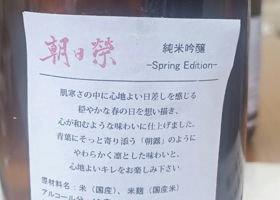 朝日榮
純米吟醸
-Spring Edition-
肌寒さの中に心地よい日差しを感じる
穏やかな春の日を想い描き、
心が和むような味わいに仕上げました。
青葉にそっと寄り添う「朝露」のように
やわらかく凛とした味わいと、
心地よいキレをお楽しみ下さい
原材料名：米（国産）、米麹（国産米）